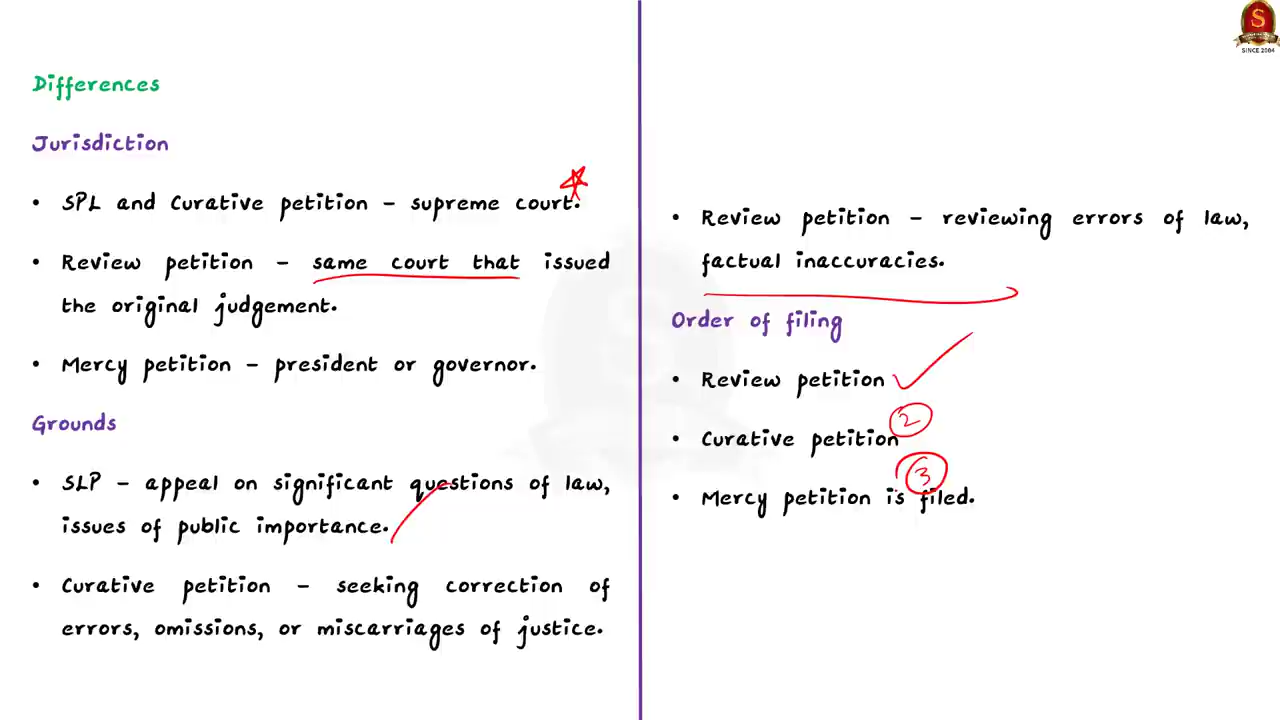 Differences
Jurisdiction
• SPL and Curative petition – supreme court.
• Review petition – same court that issued
the original judgement.
• Mercy petition – president or governor.
Grounds
• SLP – appeal on significant questions of law,
issues of public importance.
• Curative petition – seeking correction of
errors, omissions, or miscarriages of justice.
• Review petition – reviewing errors of law,
factual inaccuracies.
Order of filing
• Review petition
• Curative petition 2
• Mercy petition is filed. 3
S
SINCE 2004